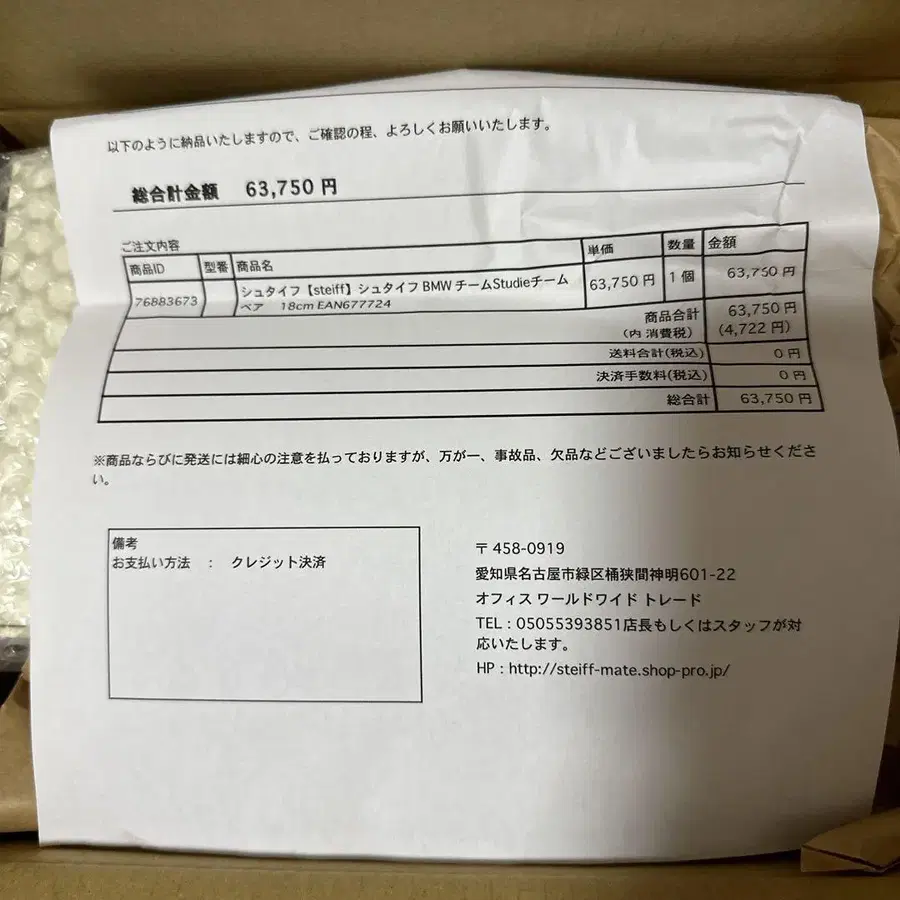 以下のように納品いたしますので、ご確認の程、よろしくお願いいたします。
総合計金額 63,750 円
ご注文内容
商品ID 型番 商品名 単価 数量 金額
76883673 シュタイフ【steiff】シュタイフ BMW チームStudieチーム 63,750 円 1 個 63,750 円
ベア 18cm EAN677724
商品合計 63,750 円
(内 消費税) (4,722 円)
送料合計(税込) 0 円
決済手数料(税込) 0 円
総合計 63,750 円
※商品ならびに発送には細心の注意を払っておりますが、万が一、事故品、欠品などございましたらお知らせくださ
い。
備考
お支払い方法 : クレジット決済
〒 458-0919
愛知県名古屋市緑区桶狭間神明601-22
オフィス ワールドワイド トレード
TEL : 05055393851店長もしくはスタッフが対
応いたします。
HP : http://steiff-mate.shop-pro.jp/